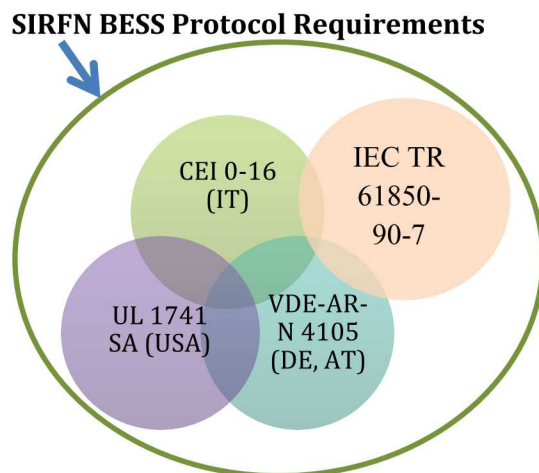 SIRFN BESS Protocol Requirements
CEI 0-16
(IT)
IEC TR
61850-
90-7
UL 1741
SA (USA)
VDE-AR-
N 4105
(DE, AT)